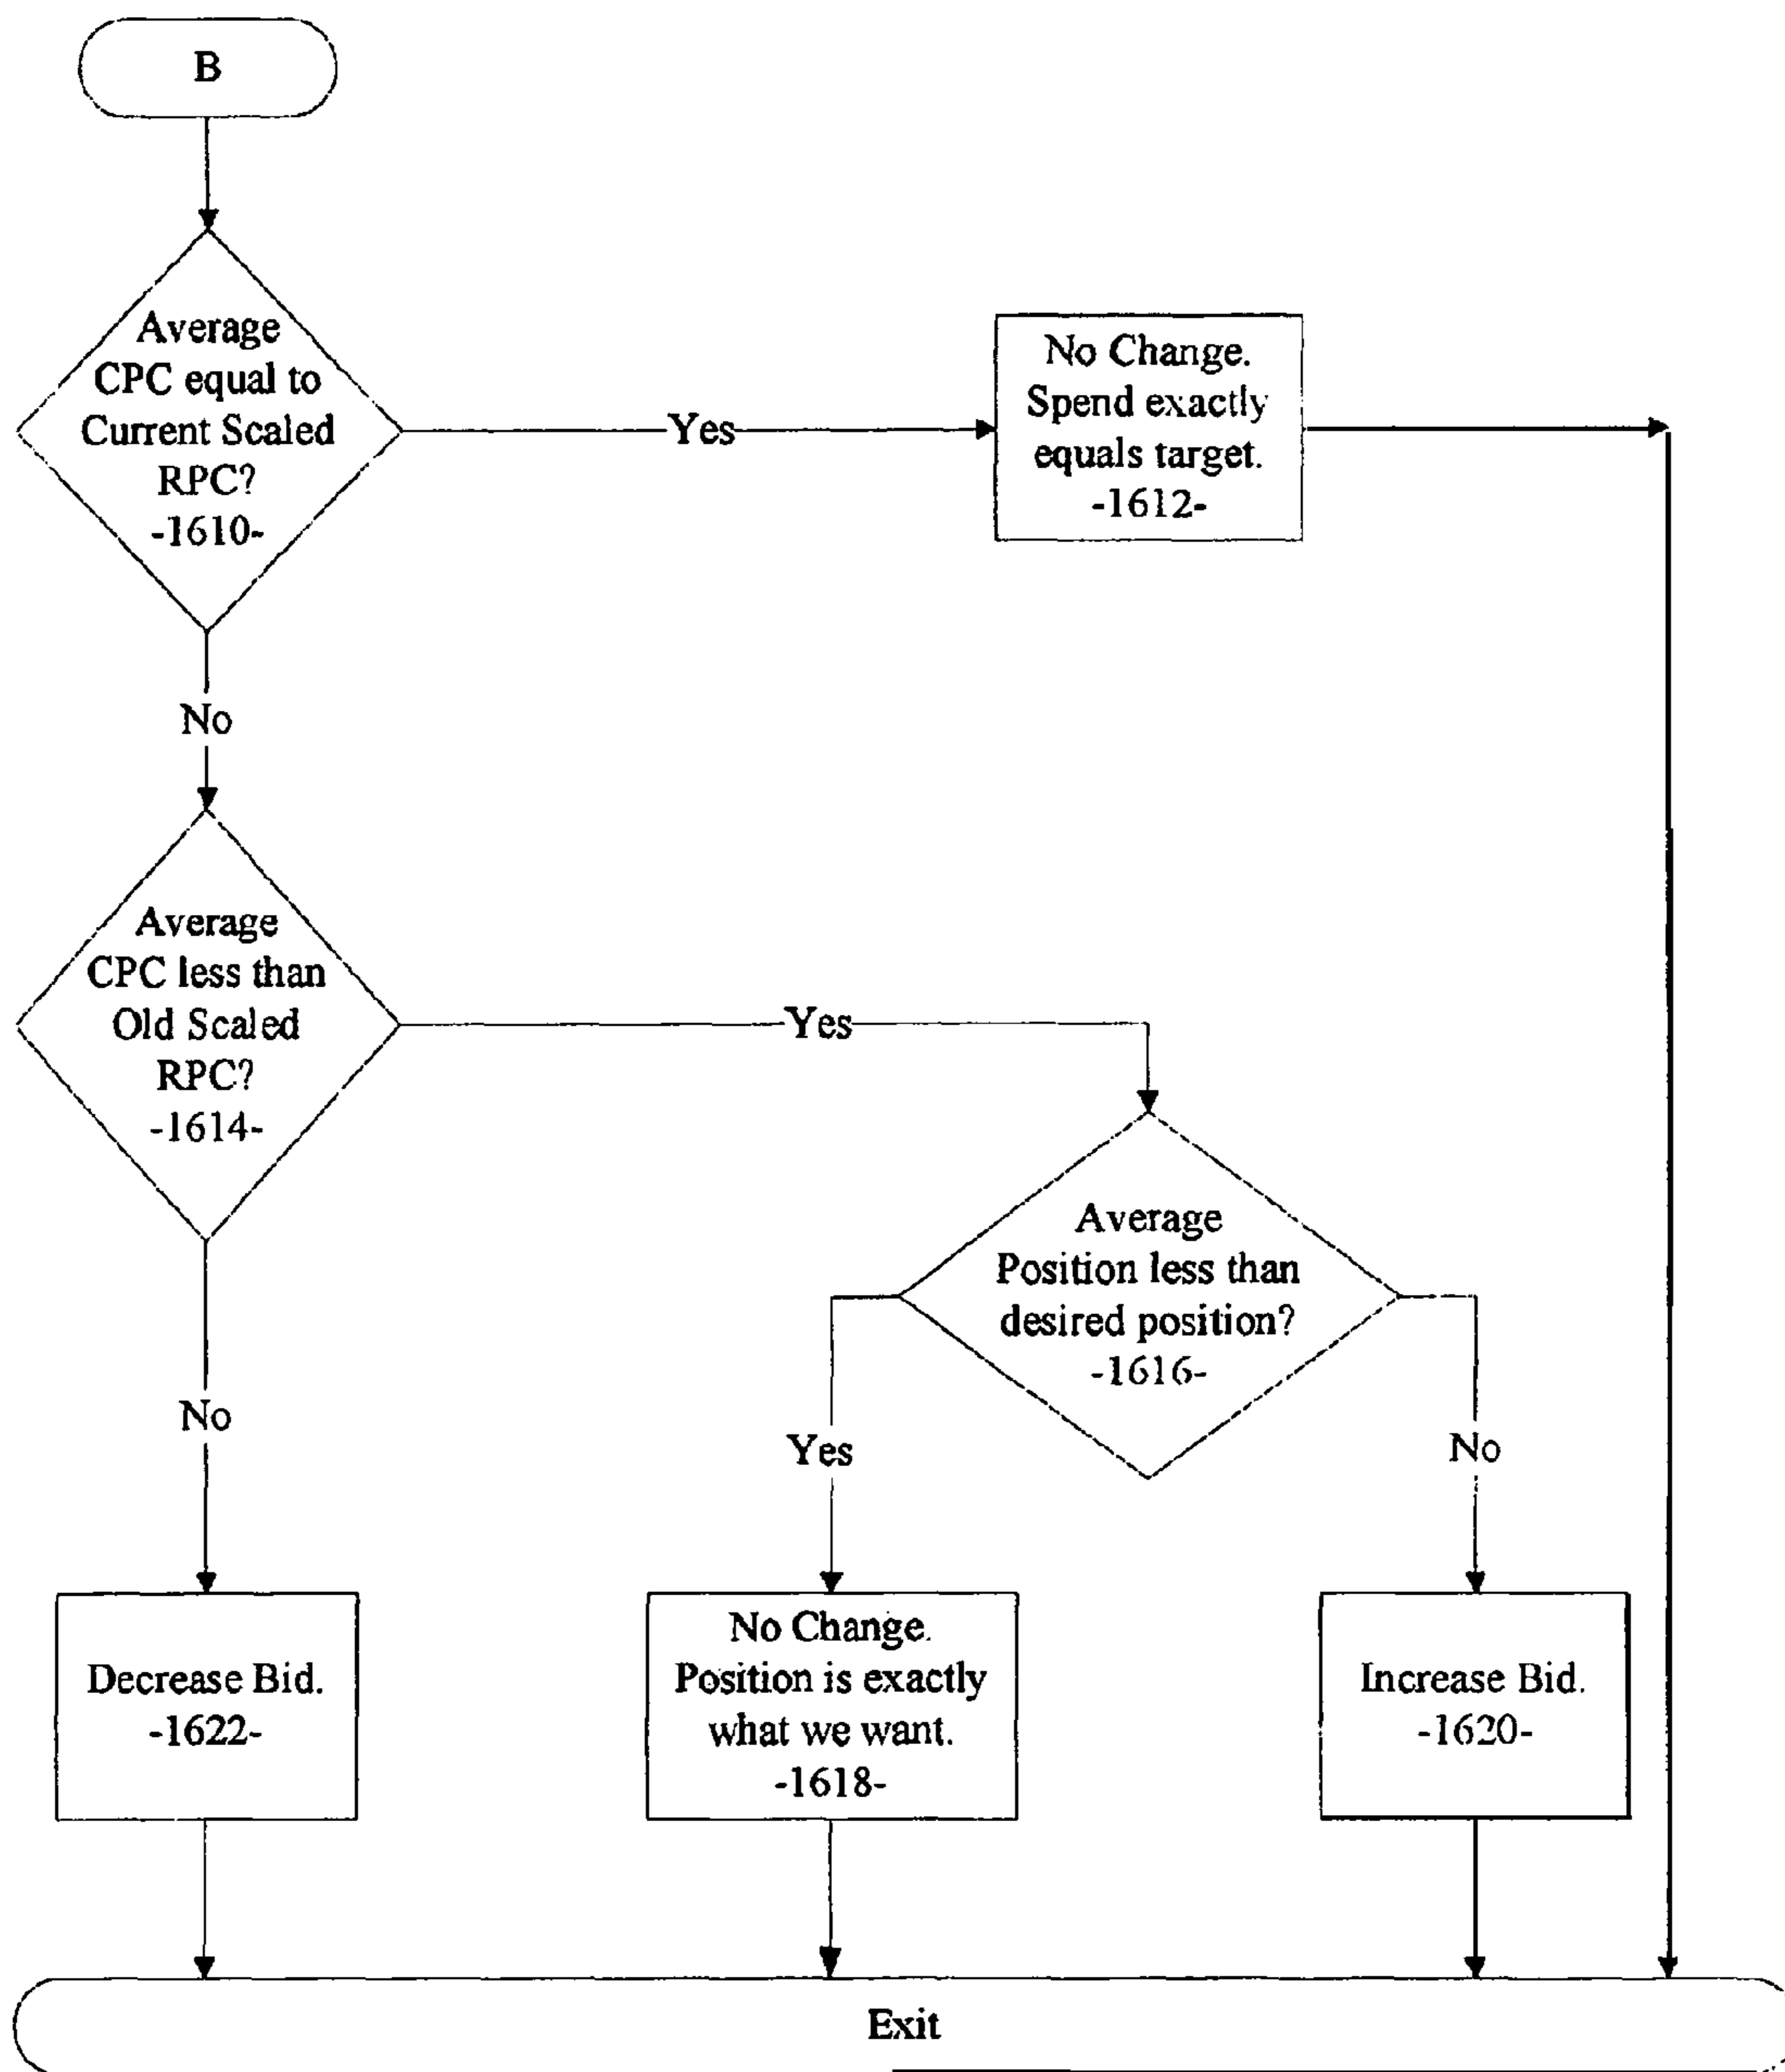 B
Average
CPC equal to
Current Scaled
RPC?
-1610-
Yes
No Change.
Spend exactly
equals target.
-1612-
No
Average
CPC less than
Old Scaled
RPC?
-1614-
Yes
Average
Position less than
desired position?
-1616-
No
Yes
No
Decrease Bid.
-1622-
No Change.
Position is exactly
what we want.
-1618-
Increase Bid.
-1620-
Exit